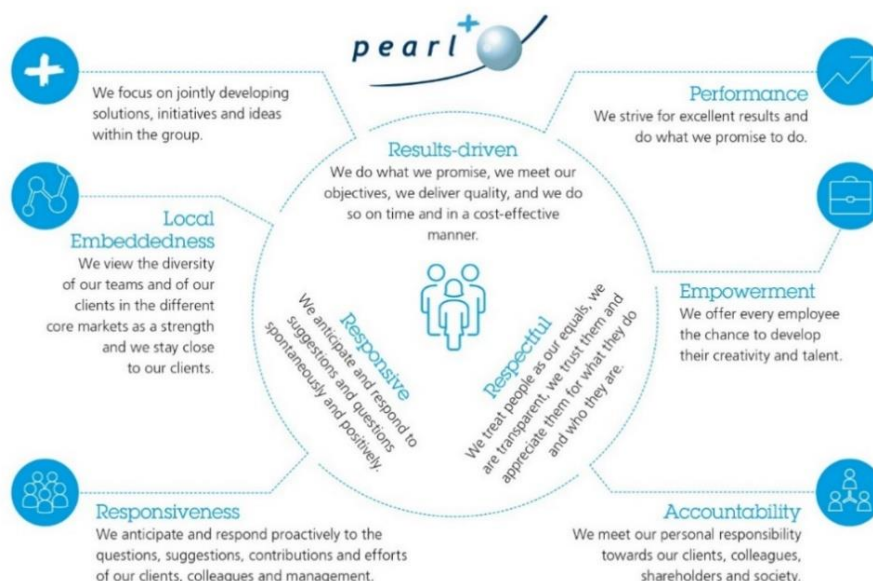 pearl+
We focus on jointly developing
solutions, initiatives and ideas
within the group.
Performance
We strive for excellent results and
do what we promise to do.
Results-driven
We do what we promise, we meet our
objectives, we deliver quality, and we do
so on time and in a cost-effective
manner.
Local
Embeddedness
We view the diversity
of our teams and of our
clients in the different
core markets as a strength
and we stay close
to our clients.
Responsive
We anticipate and respond to
suggestions and questions
spontaneously and positively.
Respectful
We treat people as our equals, we
are transparent, we trust them and
appreciate them for what they do
and who they are.
Empowerment
We offer every employee
the chance to develop
their creativity and talent.
Responsiveness
We anticipate and respond proactively to the
questions, suggestions, contributions and efforts
of our clients, colleagues and management.
Accountability
We meet our personal responsibility
towards our clients, colleagues,
shareholders and society.